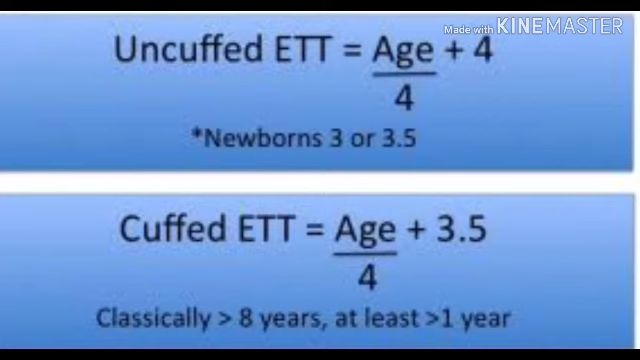 Made with KINEMASTER
Uncuffed ETT = Age + 4
4
*Newborns 3 or 3.5
Cuffed ETT = Age + 3.5
4
Classically > 8 years, at least >1 year